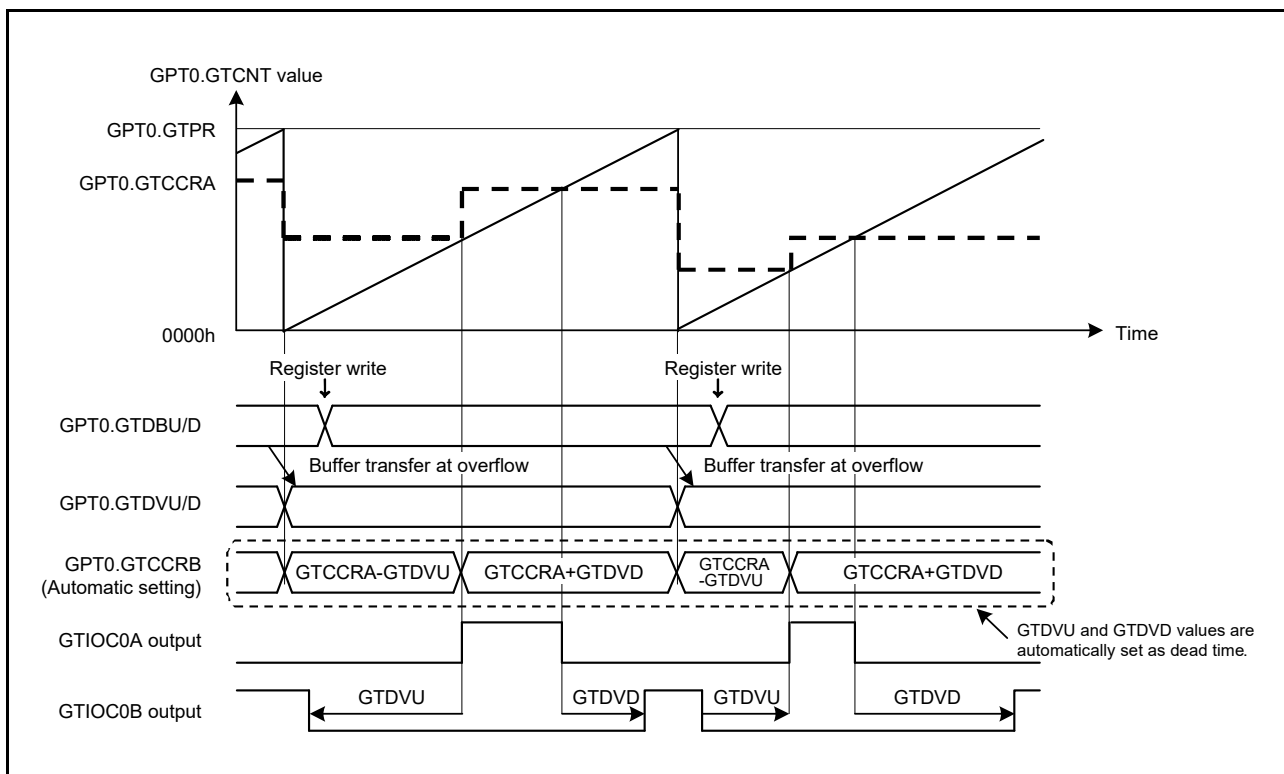 GPT0.GTCNT value
GPT0.GTPR
GPT0.GTCCRA
0000h
Time
Register write
Register write
GPT0.GTDBU/D
Buffer transfer at overflow
Buffer transfer at overflow
GPT0.GTDVU/D
GPT0.GTCCRB
(Automatic setting)
GTCCRA-GTDVU
GTCCRA+GTDVD
GTCCRA
-GTDVU
GTCCRA+GTDVD
GTIOC0A output
GTDVU and GTDVD values are
automatically set as dead time.
GTIOC0B output
GTDVU
GTDVD
GTDVU
GTDVD